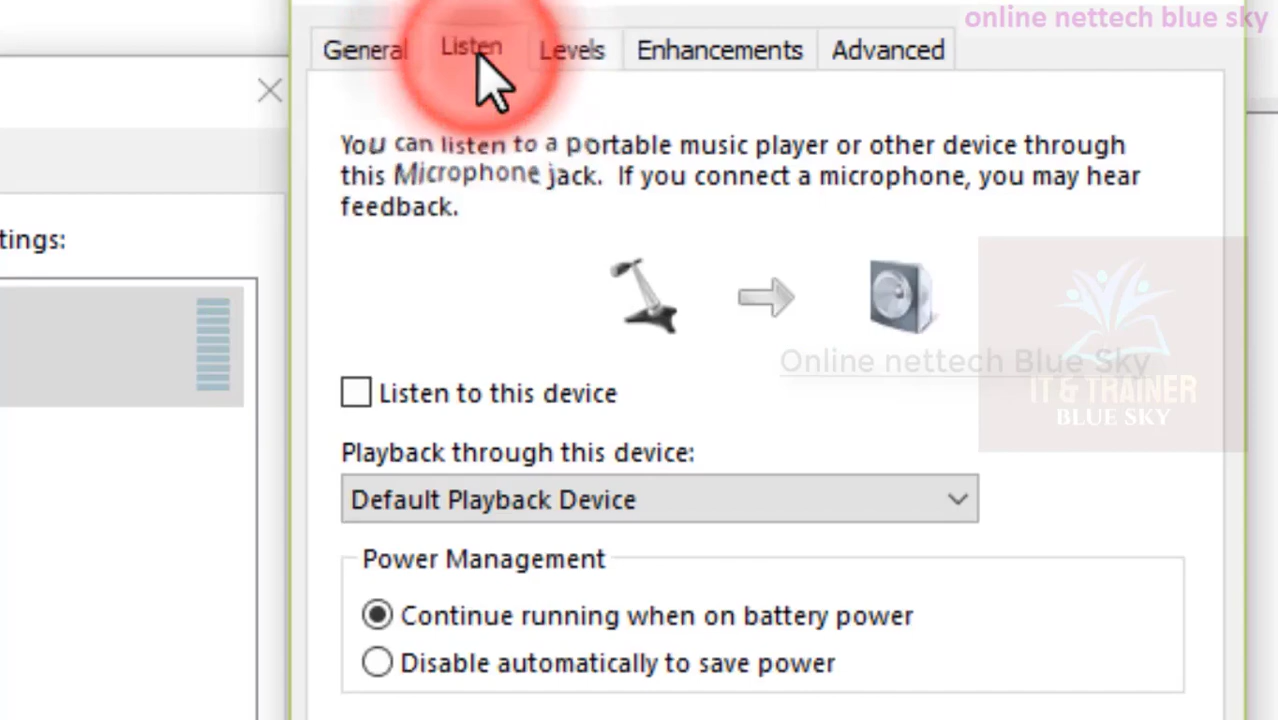 online nettech blue sky
General
Listen
Levels
Enhancements
Advanced
You can listen to a portable music player or other device through
this Microphone jack.  If you connect a microphone, you may hear
feedback.
tings:
Online nettech Blue Sky
IT & TRAINER
BLUE SKY
Listen to this device
Playback through this device:
Default Playback Device
Power Management
Continue running when on battery power
Disable automatically to save power